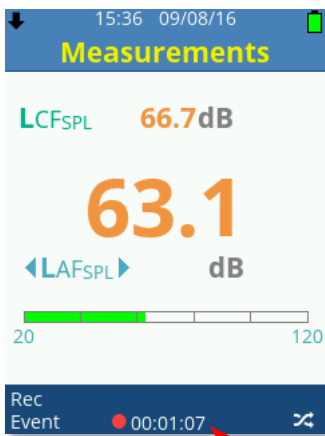 15:36 09/08/16
Measurements
LCFSPL 66.7dB
63.1
LAFSPL dB
20 120
Rec
Event 00:01:07